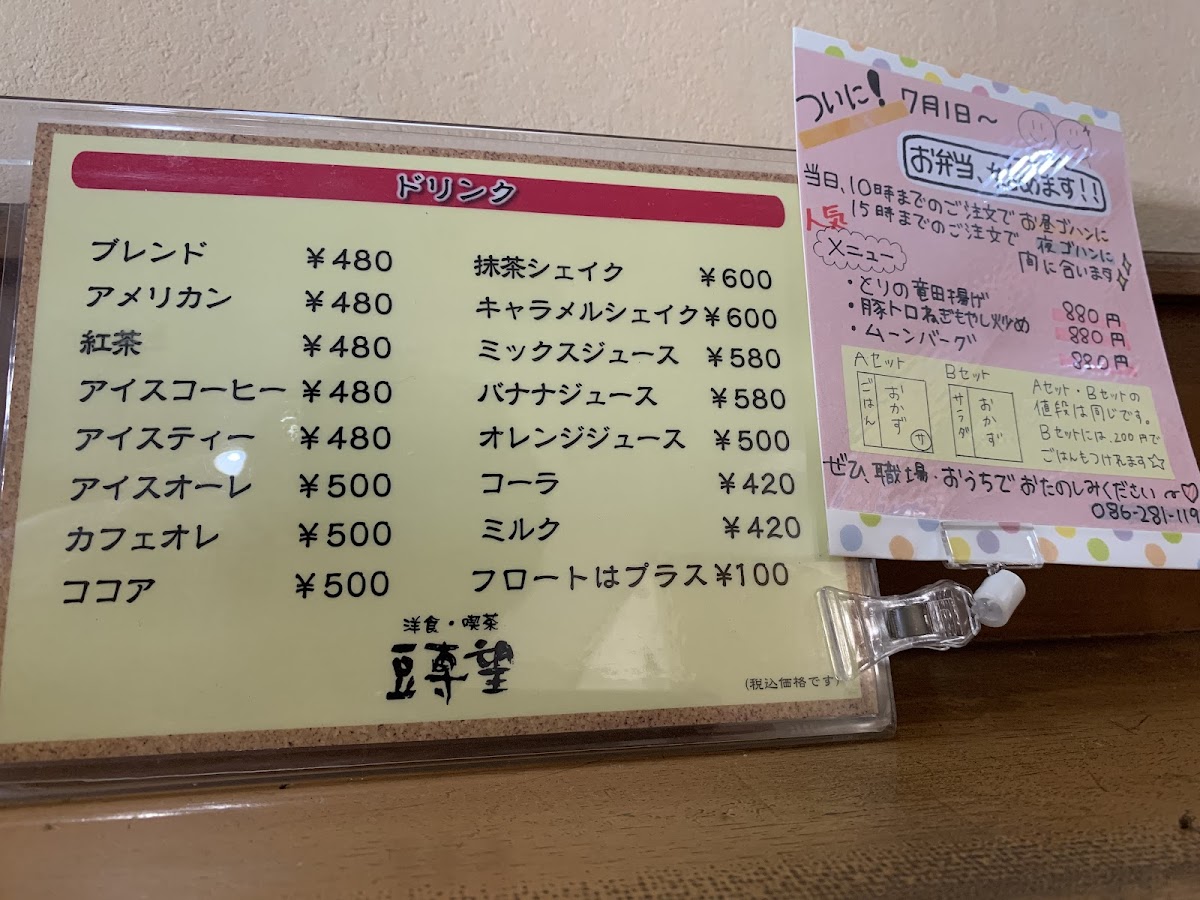 ドリンク
ブレンド ¥480
アメリカン ¥480
紅茶 ¥480
アイスコーヒー ¥480
アイスティー ¥480
アイスオーレ ¥500
カフェオレ ¥500
ココア ¥500
抹茶シェイク ¥600
キャラメルシェイク ¥600
ミックスジュース ¥580
バナナジュース ¥580
オレンジジュース ¥500
コーラ ¥420
ミルク ¥420
フロートはプラス ¥100
洋食・喫茶
(税込価格です)
ついに! 7月1日~
お弁当、始めます!!
当日、10時までのご注文で お昼ゴハンに
15時までのご注文で 夜ゴハンに
間に合います
人気
メニュー
・とりの竜田揚げ 880円
・豚トロねぎもやし炒め 880円
・ムーンバーグ 880円
Aセット Bセット
ごはん おかず サ
サラダ おかず
Aセット・Bセットの
値段は同じです。
Bセットには、200円で
ごはんもつけれます☆
ぜひ、職場・おうちで おたのしみください~♡
086-281-119